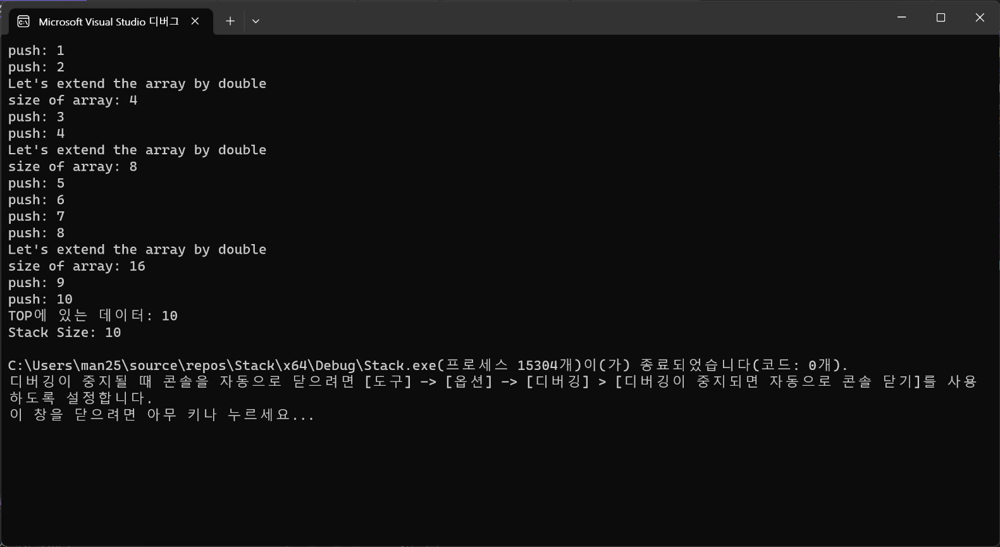 Microsoft Visual Studio 디버그
push: 1
push: 2
Let's extend the array by double
size of array: 4
push: 3
push: 4
Let's extend the array by double
size of array: 8
push: 5
push: 6
push: 7
push: 8
Let's extend the array by double
size of array: 16
push: 9
push: 10
TOP에 있는 데이터: 10
Stack Size: 10
C:\Users\man25\source\repos\Stack\x64\Debug\Stack.exe(프로세스 15304개)이(가) 종료되었습니다(코드: 0개).
디버깅이 중지될 때 콘솔을 자동으로 닫으려면 [도구] -> [옵션] -> [디버깅] > [디버깅이 중지되면 자동으로 콘솔 닫기]를 사용
하도록 설정합니다.
이 창을 닫으려면 아무 키나 누르세요...